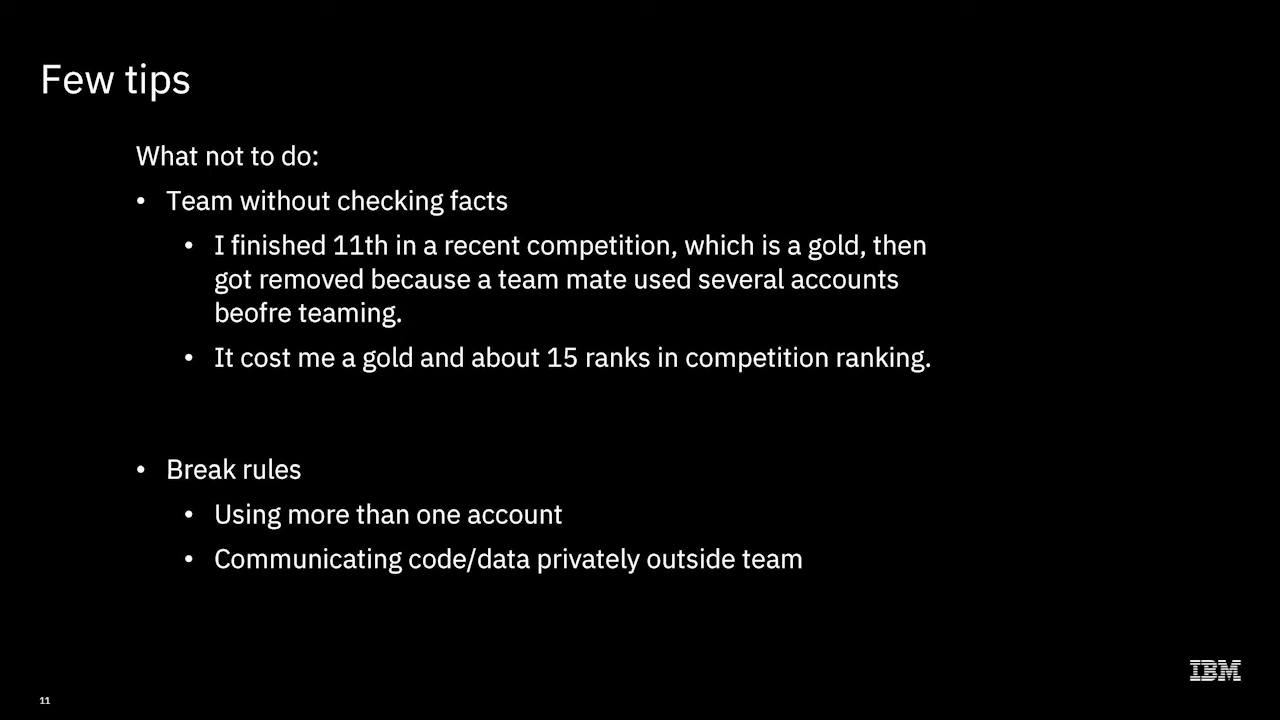 Few tips
What not to do:
• Team without checking facts
• I finished 11th in a recent competition, which is a gold, then
got removed because a team mate used several accounts
beofre teaming.
• It cost me a gold and about 15 ranks in competition ranking.
• Break rules
• Using more than one account
• Communicating code/data privately outside team
IBM
11